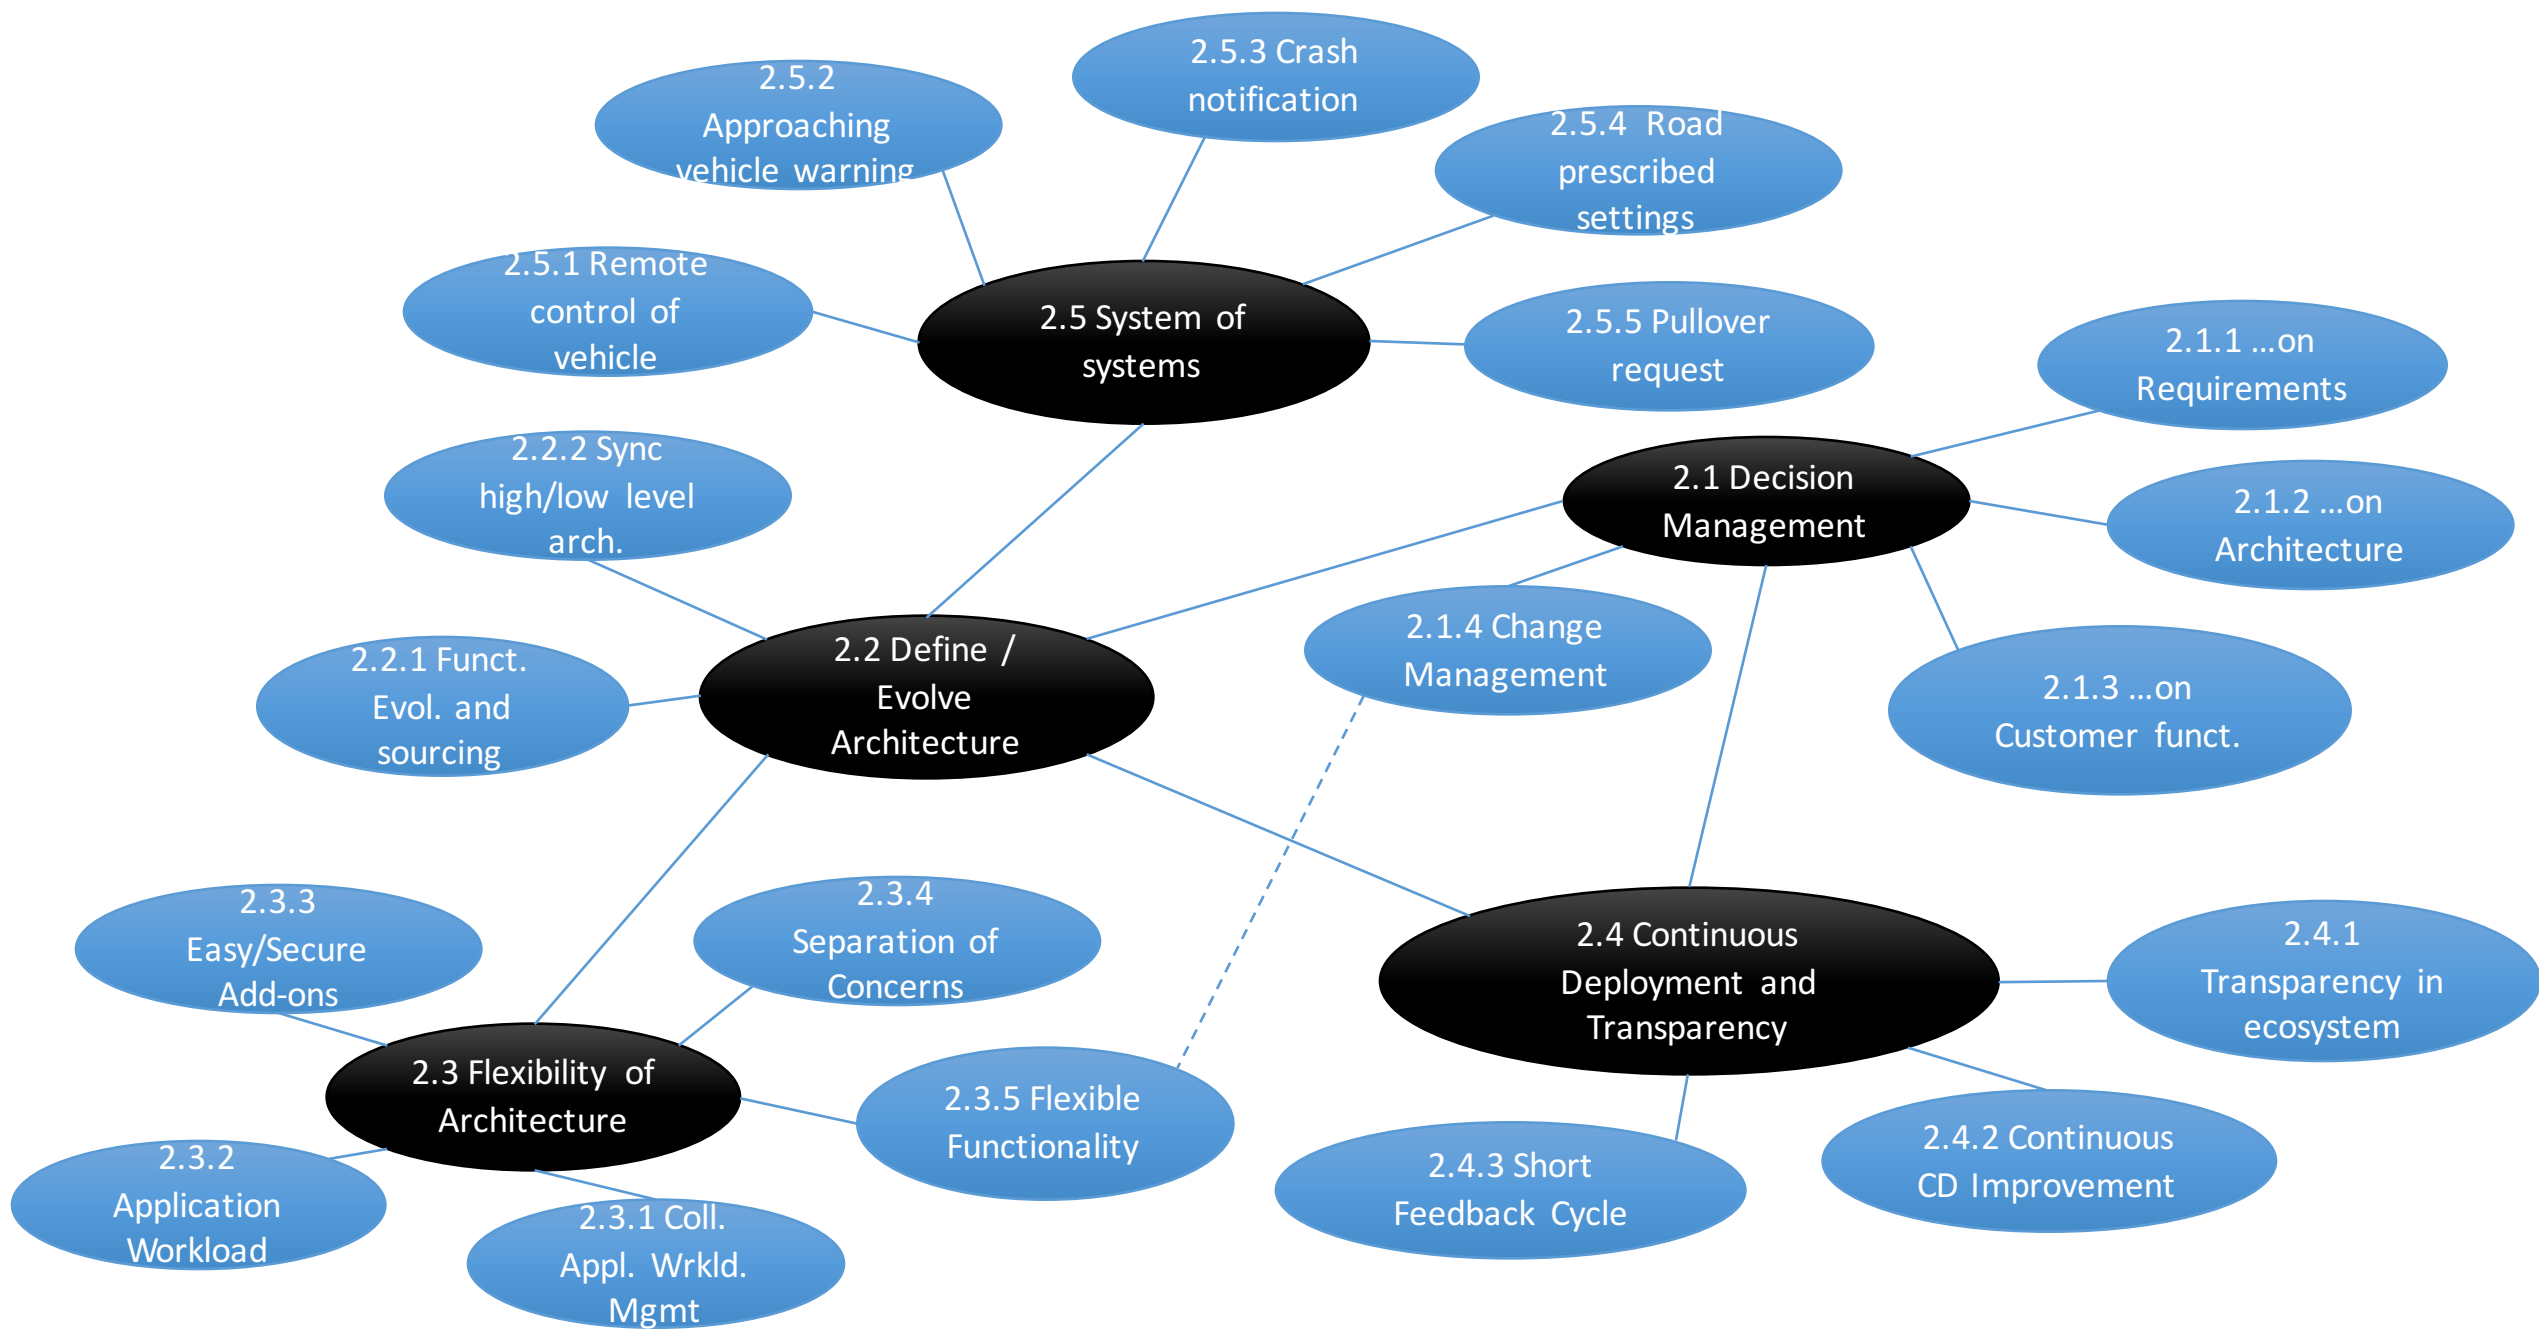 2.5.3 Crash
notification
2.5.2
Approaching
vehicle warning
2.5.4 Road
prescribed
settings
2.5.1 Remote
control of
vehicle
2.5 System of
systems
2.5.5 Pullover
request
2.1.1 ...on
Requirements
2.2.2 Sync
high/low level
arch.
2.1 Decision
Management
2.1.2 ...on
Architecture
2.2.1 Funct.
Evol. and
sourcing
2.2 Define /
Evolve
Architecture
2.1.4 Change
Management
2.1.3 ...on
Customer funct.
2.3.3
Easy/Secure
Add-ons
2.3.4
Separation of
Concerns
2.4 Continuous
Deployment and
Transparency
2.4.1
Transparency in
ecosystem
2.3 Flexibility of
Architecture
2.3.5 Flexible
Functionality
2.4.2 Continuous
CD Improvement
2.3.2
Application
Workload
2.4.3 Short
Feedback Cycle
2.3.1 Coll.
Appl. Wrkld.
Mgmt